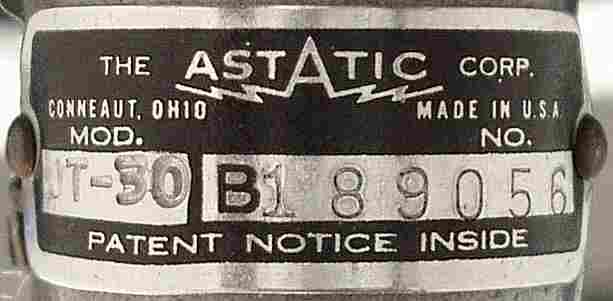 THE ASTATIC CORP.
CONNEAUT, OHIO MADE IN U.S.A.
MOD. NO.
JT-30 B189056
PATENT NOTICE INSIDE